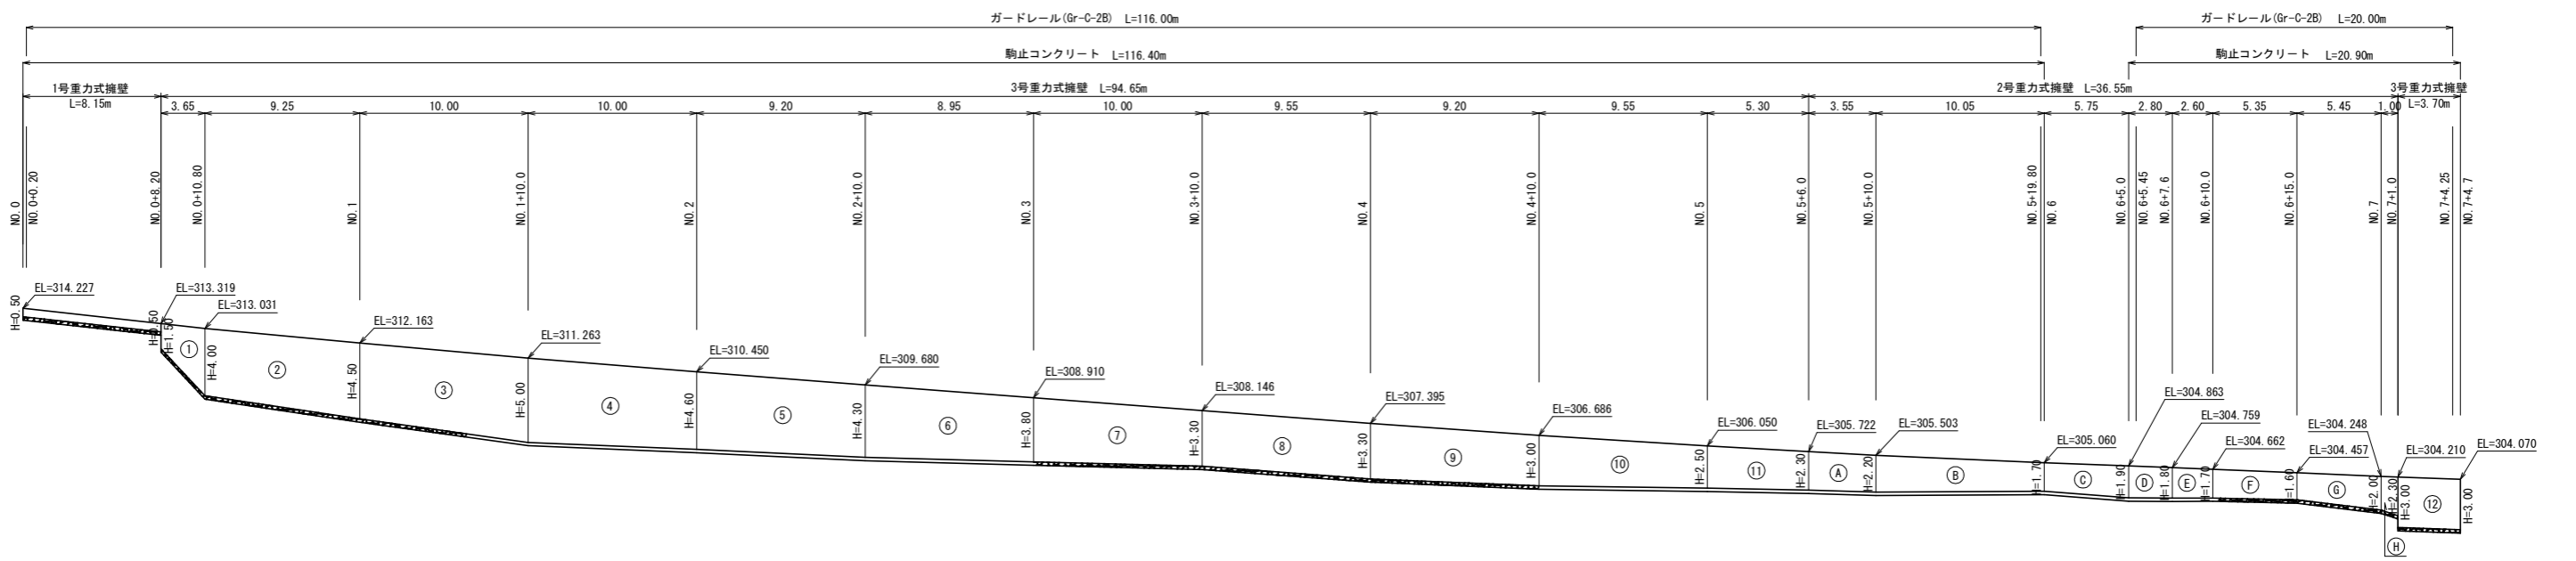 ガードレール(Gr-C-2B) L=116.00m
ガードレール(Gr-C-2B) L=20.00m
駒止コンクリート L=116.40m
駒止コンクリート L=20.90m
1号重力式擁壁
L=8.15m
3号重力式擁壁 L=94.65m
2号重力式擁壁 L=36.55m
3号重力式擁壁
L=3.70m
3.65 9.25 10.00 10.00 9.20 8.95 10.00 9.55 9.20 9.55 5.30 3.55 10.05 5.75 2.80 2.60 5.35 5.45 1.00
NO.0
NO.0+0.20
NO.0+8.20
NO.0+10.80
NO.1
NO.1+10.0
NO.2
NO.2+10.0
NO.3
NO.3+10.0
NO.4
NO.4+10.0
NO.5
NO.5+6.0
NO.5+10.0
NO.5+19.80
NO.6
NO.6+5.0
NO.6+5.45
NO.6+7.6
NO.6+10.0
NO.6+15.0
NO.7
NO.7+1.0
NO.7+4.25
NO.7+4.7
EL=314.227
EL=313.319
EL=313.031
EL=312.163
EL=311.263
EL=310.450
EL=309.680
EL=308.910
EL=308.146
EL=307.395
EL=306.686
EL=306.050
EL=305.722
EL=305.503
EL=305.060
EL=304.863
EL=304.759
EL=304.662
EL=304.457
EL=304.248
EL=304.210
EL=304.070
H=0.50
H=0.50
H=1.50
H=4.00
H=4.50
H=5.00
H=4.60
H=4.30
H=3.80
H=3.30
H=3.30
H=3.00
H=2.50
H=2.30
H=2.20
H=1.70
H=1.90
H=1.80
H=1.70
H=1.60
H=2.00
H=2.30
H=3.00
H=3.00
① ② ③ ④ ⑤ ⑥ ⑦ ⑧ ⑨ ⑩ ⑪ Ⓐ Ⓑ Ⓒ Ⓓ Ⓔ Ⓕ Ⓖ Ⓗ ⑫